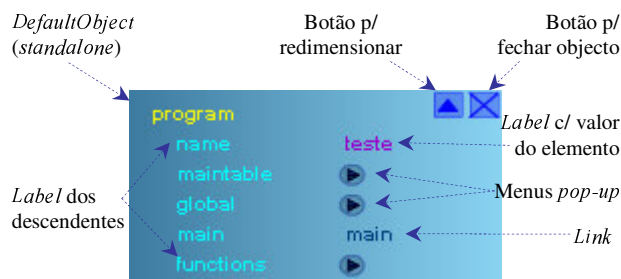 DefaultObject
(standalone)
Botão p/
redimensionar
Botão p/
fechar objecto
program
name teste
maintable
global
main main
functions
Label c/ valor
do elemento
Label dos
descendentes
Menus pop-up
Link